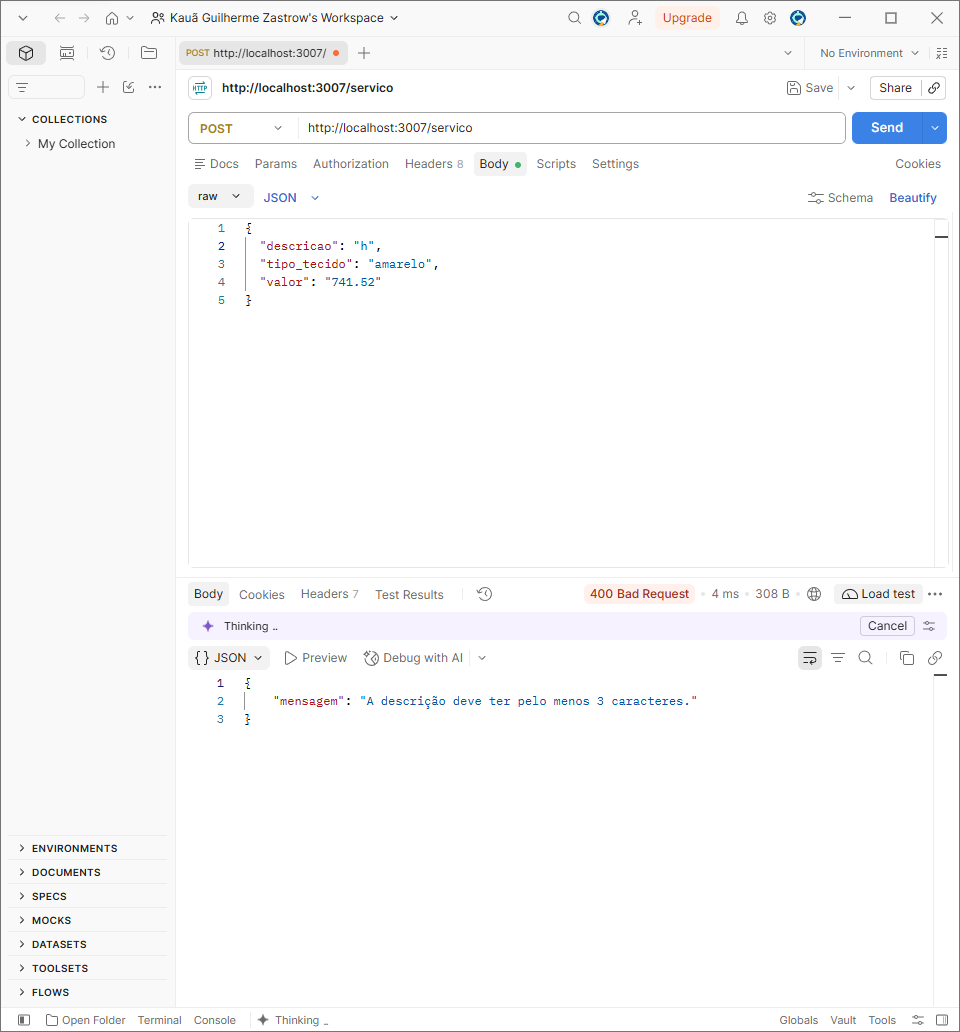 Kauã Guilherme Zastrow's Workspace
Upgrade
POST http://localhost:3007/
No Environment
HTTP http://localhost:3007/servico
Save
Share
COLLECTIONS
My Collection
POST
http://localhost:3007/servico
Send
Docs Params Authorization Headers 8 Body Scripts Settings Cookies
raw JSON Schema Beautify
1 {
2 "descricao": "h",
3 "tipo_tecido": "amarelo",
4 "valor": "741.52"
5 }
Body Cookies Headers 7 Test Results 400 Bad Request 4 ms 308 B Load test
Thinking ..
Cancel
{} JSON Preview Debug with AI
1 {
2 "mensagem": "A descrição deve ter pelo menos 3 caracteres."
3 }
ENVIRONMENTS
DOCUMENTS
SPECS
MOCKS
DATASETS
TOOLSETS
FLOWS
Open Folder Terminal Console Thinking .. Globals Vault Tools